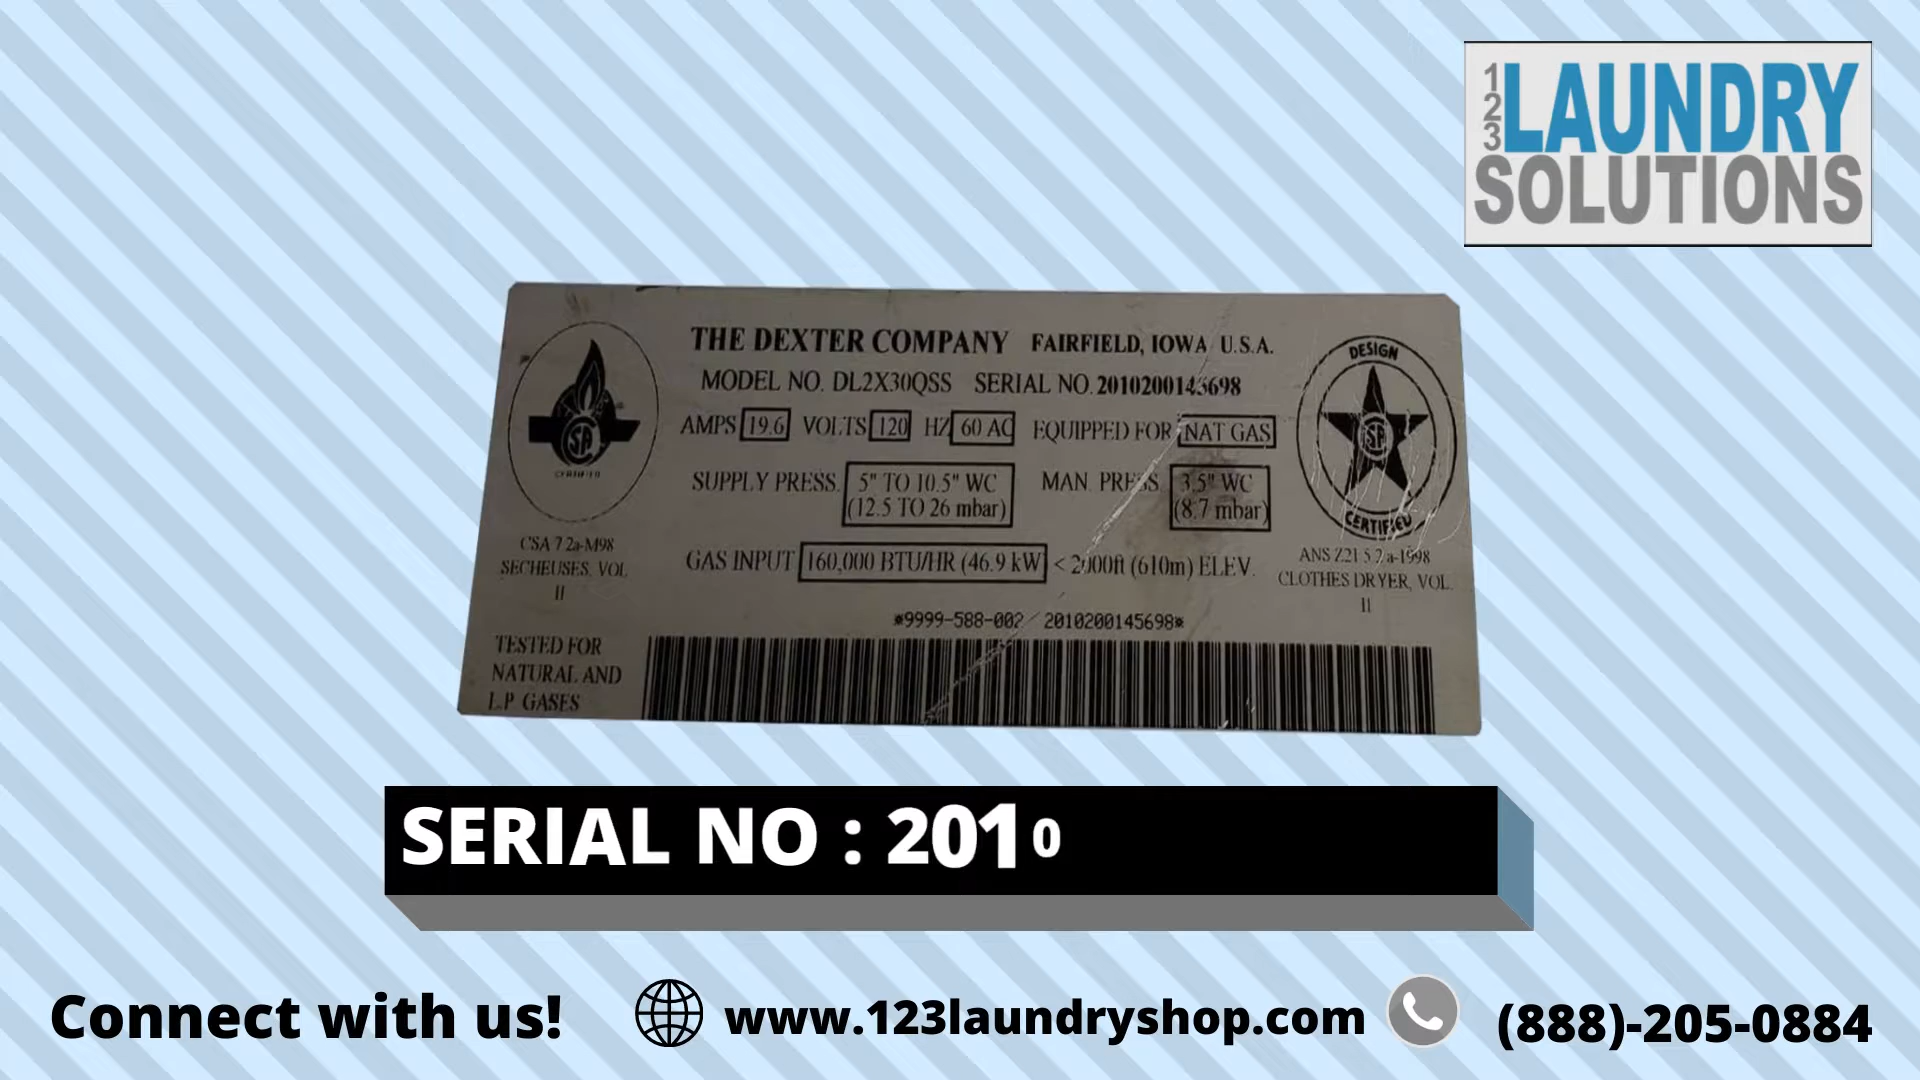 1
2
3
LAUNDRY
SOLUTIONS
THE DEXTER COMPANY FAIRFIELD, IOWA U.S.A.
MODEL NO. DL2X30QSS SERIAL NO. 2010200145698
AMPS 19.6 VOLTS 120 HZ 60 AC EQUIPPED FOR NAT GAS
SUPPLY PRESS. 5" TO 10.5" WC
(12.5 TO 26 mbar)
MAN. PRESS. 3.5" WC
(8.7 mbar)
GAS INPUT 160,000 BTU/HR (46.9 kW) < 2000ft (610m) ELEV.
CERTIFIED
CSA 7.2a-M98
SECHEUSES, VOL
II
DESIGN
CERTIFIED
ANS Z21.5.2a-1998
CLOTHES DRYER, VOL.
II
*9999-588-002 2010200145698*
TESTED FOR
NATURAL AND
L.P. GASES
SERIAL NO : 2010
Connect with us! www.123laundryshop.com (888)-205-0884